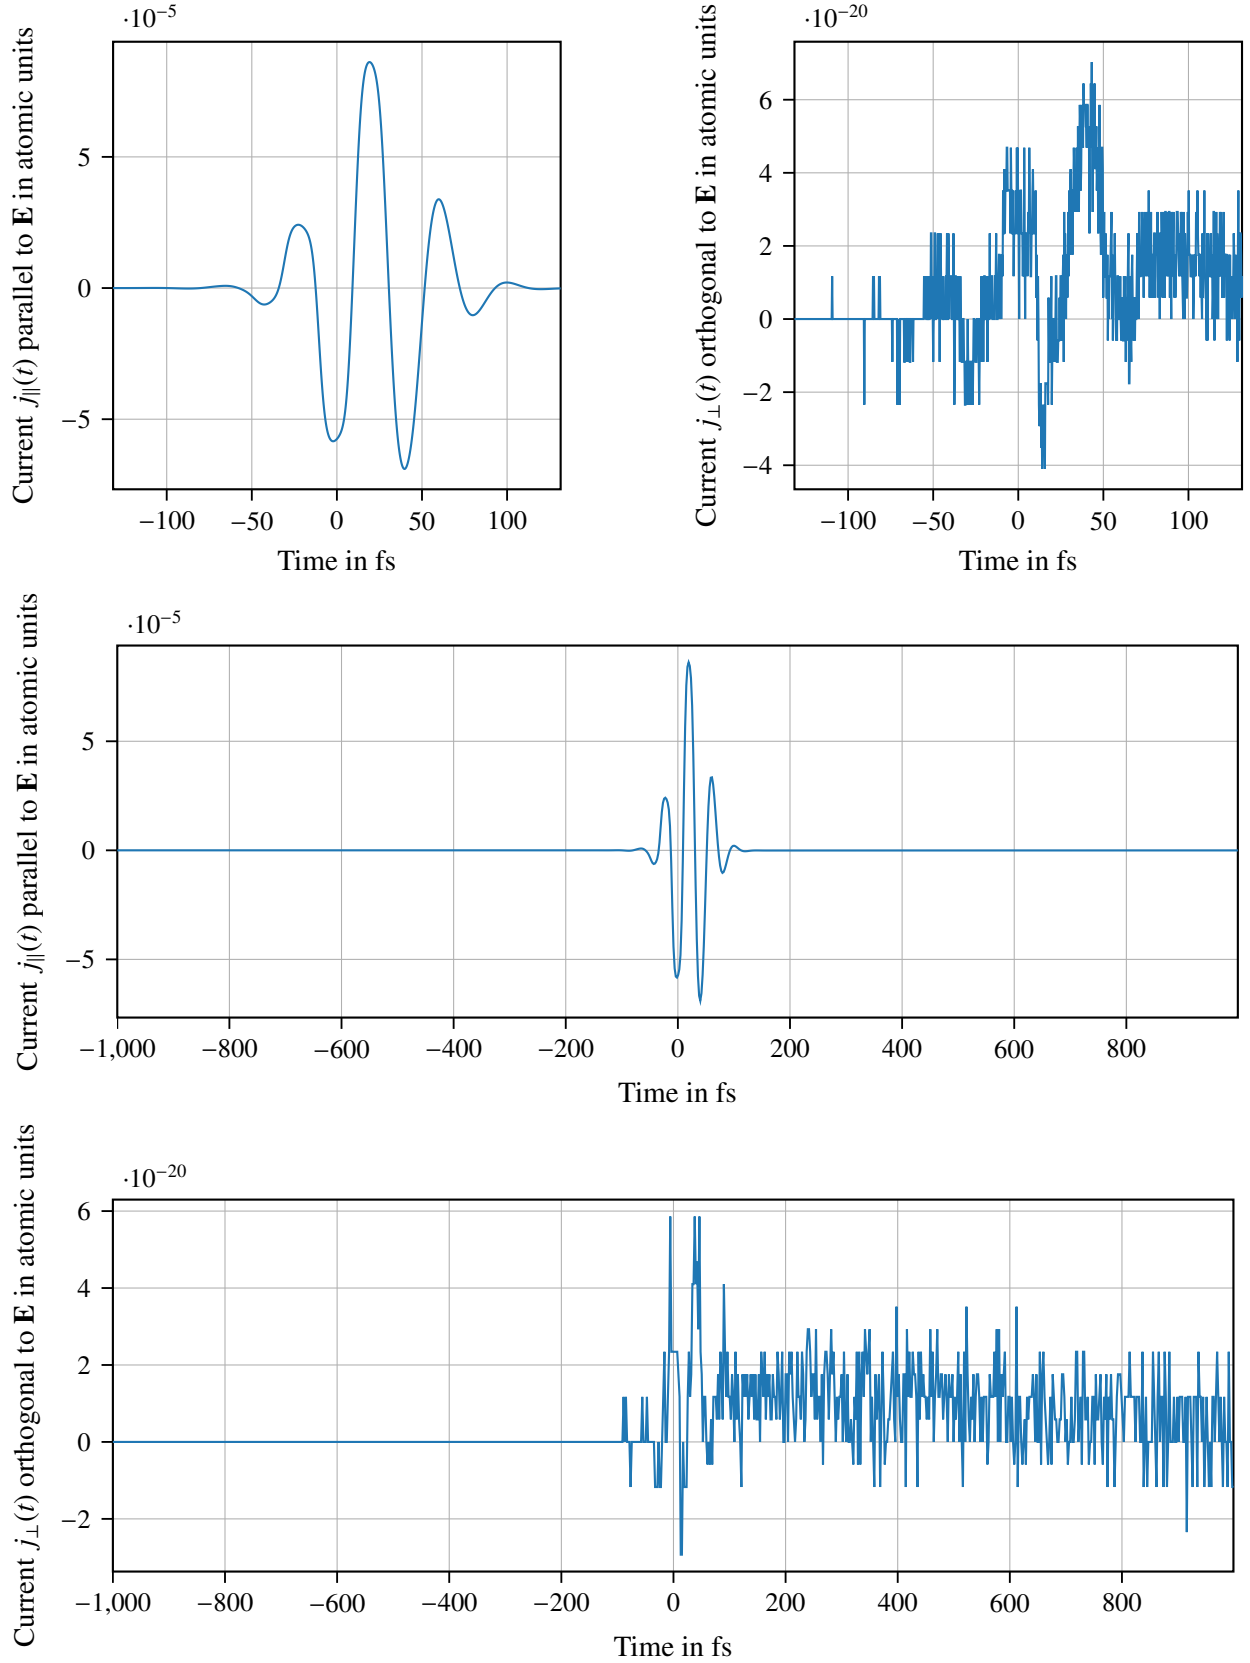 ·10−5
Current j∥(t) parallel to E in atomic units
5
0
−5
−100 −50 0 50 100
Time in fs
·10−20
Current j⊥(t) orthogonal to E in atomic units
6
4
2
0
−2
−4
−100 −50 0 50 100
Time in fs
·10−5
Current j∥(t) parallel to E in atomic units
5
0
−5
−1,000 −800 −600 −400 −200 0 200 400 600 800
Time in fs
·10−20
Current j⊥(t) orthogonal to E in atomic units
6
4
2
0
−2
−1,000 −800 −600 −400 −200 0 200 400 600 800
Time in fs